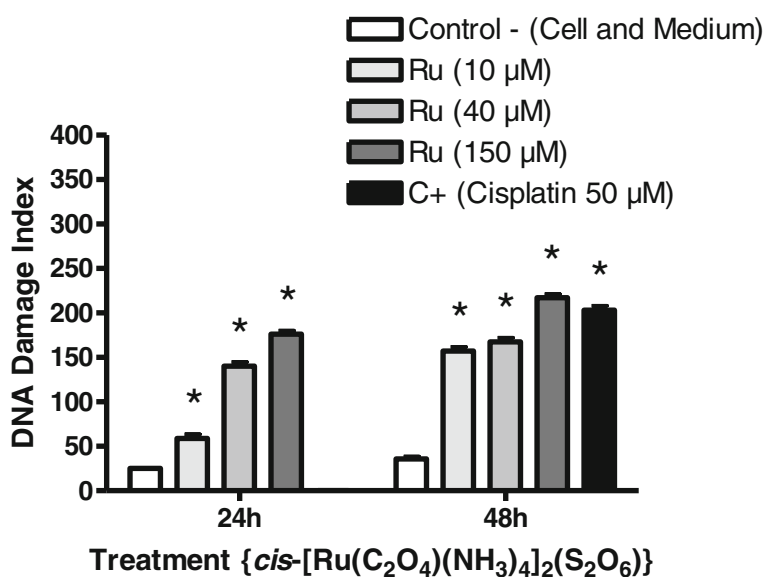 Control - (Cell and Medium)
Ru (10 µM)
Ru (40 µM)
Ru (150 µM)
C+ (Cisplatin 50 µM)
DNA Damage Index
400
350
300
250
200
150
100
50
0
* * *
* * * *
24h 48h
Treatment {cis-[Ru(C₂O₄)(NH₃)₄]₂(S₂O₆)}